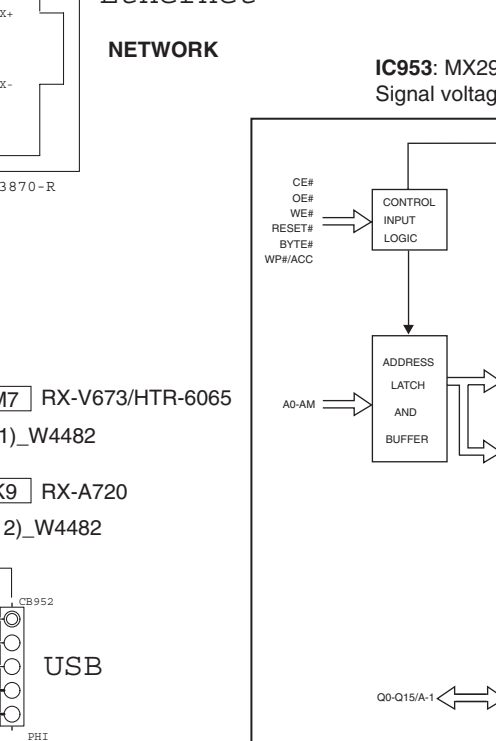 X+
NETWORK
X-
3870-R
IC953: MX29
Signal voltag
CE#
OE#
WE#
RESET#
BYTE#
WP#/ACC
CONTROL
INPUT
LOGIC
ADDRESS
LATCH
AND
BUFFER
A0-AM
M7 RX-V673/HTR-6065
1)_W4482
K9 RX-A720
2)_W4482
CB952
USB
PHI
Q0-Q15/A-1